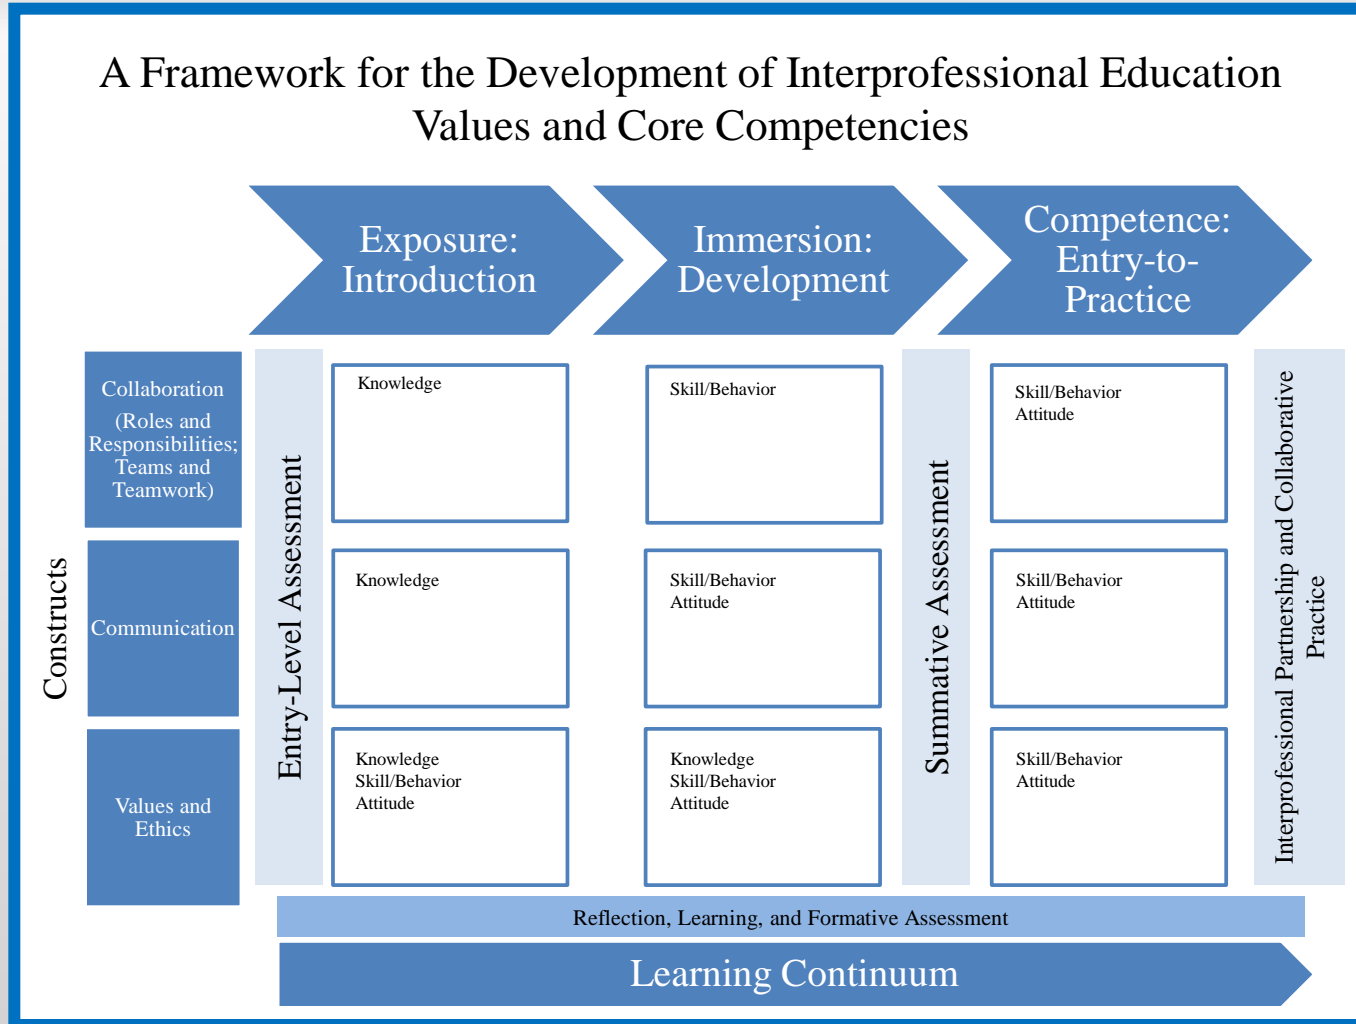 A Framework for the Development of Interprofessional Education
Values and Core Competencies
Exposure:
Introduction
Immersion:
Development
Competence:
Entry-to-
Practice
Constructs
Collaboration
(Roles and
Responsibilities;
Teams and
Teamwork)
Entry-Level Assessment
Knowledge
Skill/Behavior
Summative Assessment
Skill/Behavior
Attitude
Interprofessional Partnership and Collaborative
Practice
Communication
Knowledge
Skill/Behavior
Attitude
Skill/Behavior
Attitude
Values and
Ethics
Knowledge
Skill/Behavior
Attitude
Knowledge
Skill/Behavior
Attitude
Skill/Behavior
Attitude
Reflection, Learning, and Formative Assessment
Learning Continuum